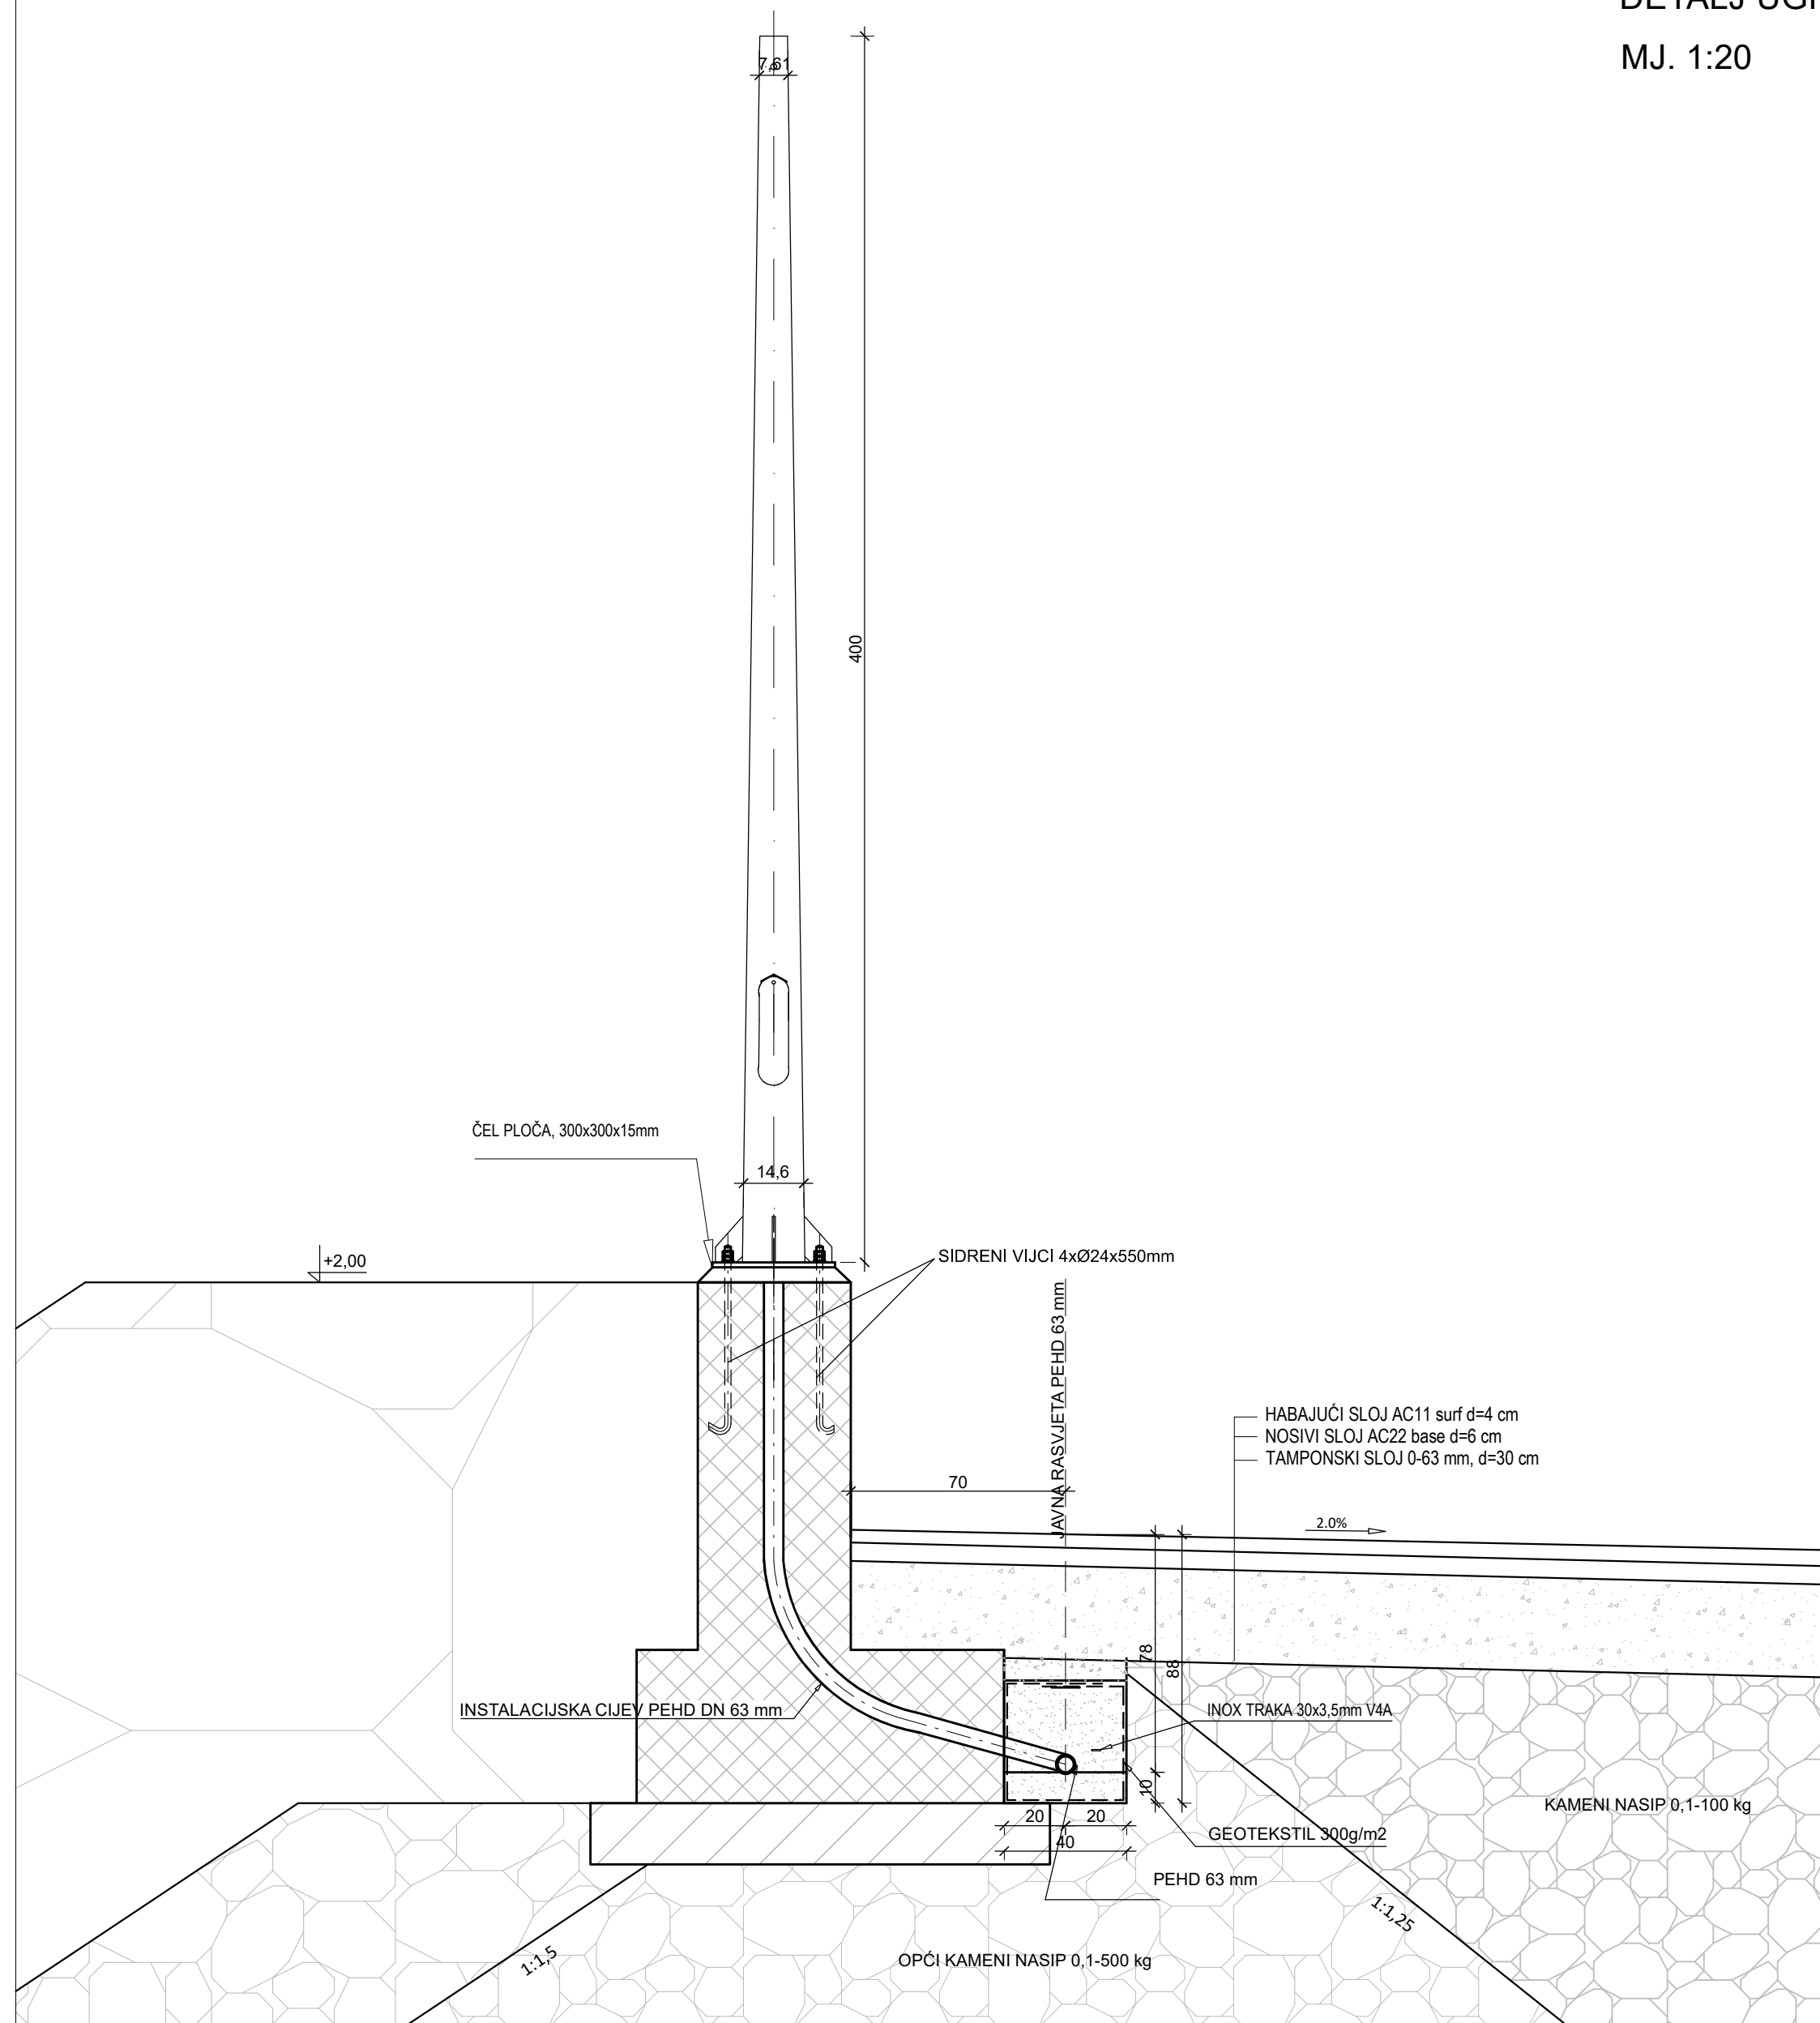 MJ. 1:20
7,61
400
ČEL PLOČA, 300x300x15mm
14,6
+2,00
SIDRENI VIJCI 4xØ24x550mm
JAVNA RASVJETA PEHD 63 mm
HABAJUĆI SLOJ AC11 surf d=4 cm
NOSIVI SLOJ AC22 base d=6 cm
TAMPONSKI SLOJ 0-63 mm, d=30 cm
70
2.0%
78
88
INSTALACIJSKA CIJEV PEHD DN 63 mm
INOX TRAKA 30x3,5mm V4A
10
KAMENI NASIP 0,1-100 kg
20
20
GEOTEKSTIL 300g/m2
40
PEHD 63 mm
1:1,25
1:1,5
OPĆI KAMENI NASIP 0,1-500 kg